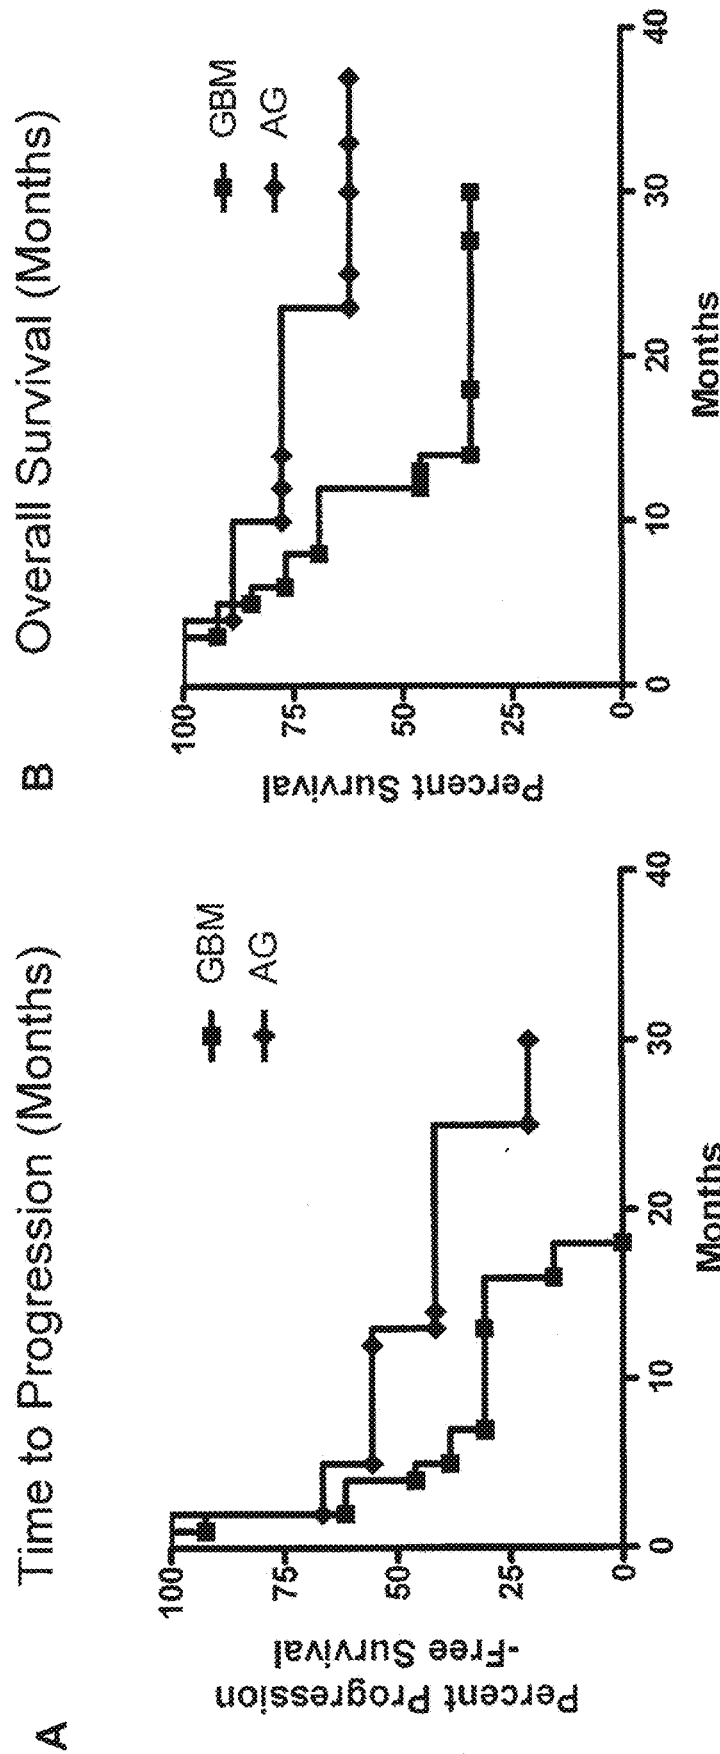 A
Time to Progression (Months)
Percent Progression
-Free Survival
100
75
50
25
0
GBM
AG
0
10
20
30
40
Months
B
Overall Survival (Months)
Percent Survival
100
75
50
25
0
GBM
AG
0
10
20
30
40
Months